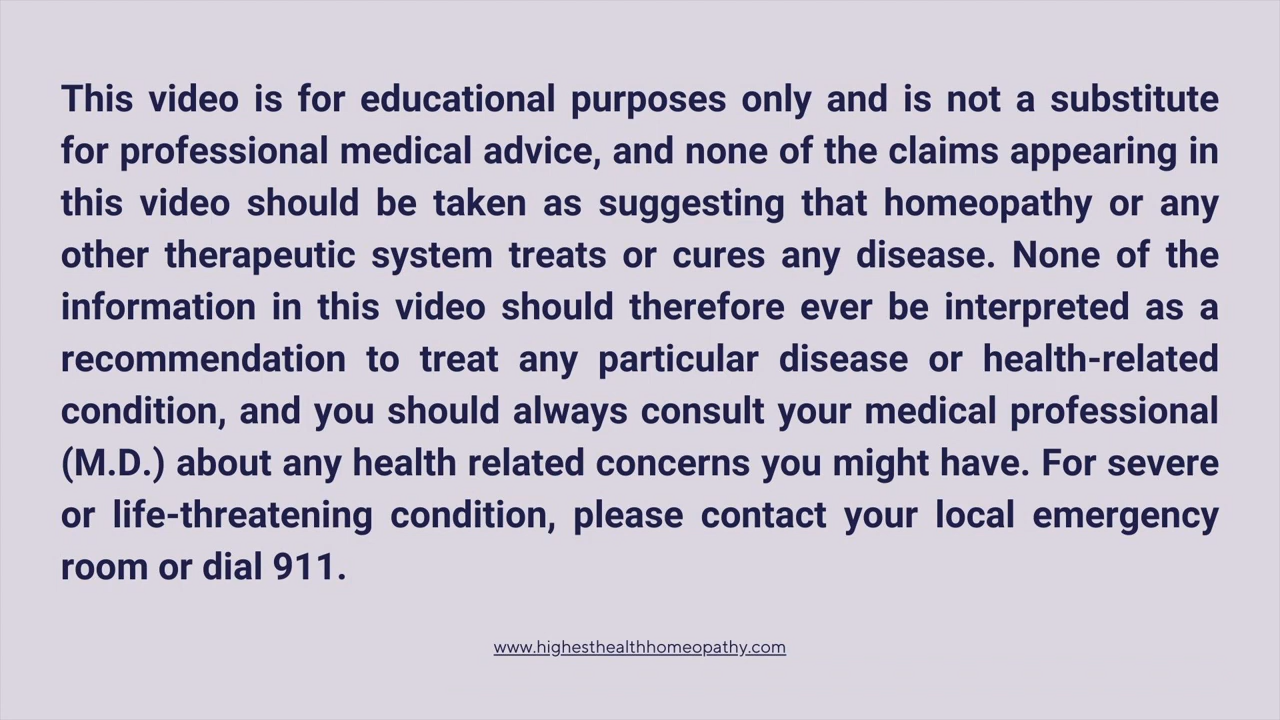 This video is for educational purposes only and is not a substitute
for professional medical advice, and none of the claims appearing in
this video should be taken as suggesting that homeopathy or any
other therapeutic system treats or cures any disease. None of the
information in this video should therefore ever be interpreted as a
recommendation to treat any particular disease or health-related
condition, and you should always consult your medical professional
(M.D.) about any health related concerns you might have. For severe
or life-threatening condition, please contact your local emergency
room or dial 911.
www.highesthealthhomeopathy.com